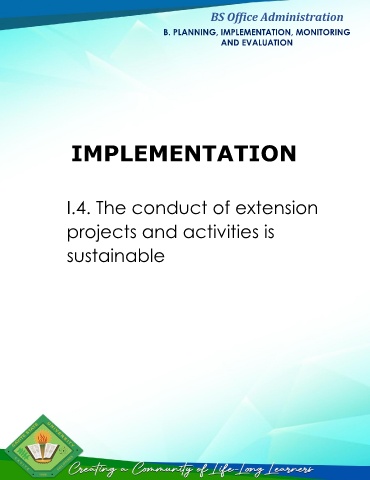 BS Office Administration
B. PLANNING, IMPLEMENTATION, MONITORING
AND EVALUATION
IMPLEMENTATION
I.4. The conduct of extension
projects and activities is
sustainable
Creating a Community of Life-Long Learners